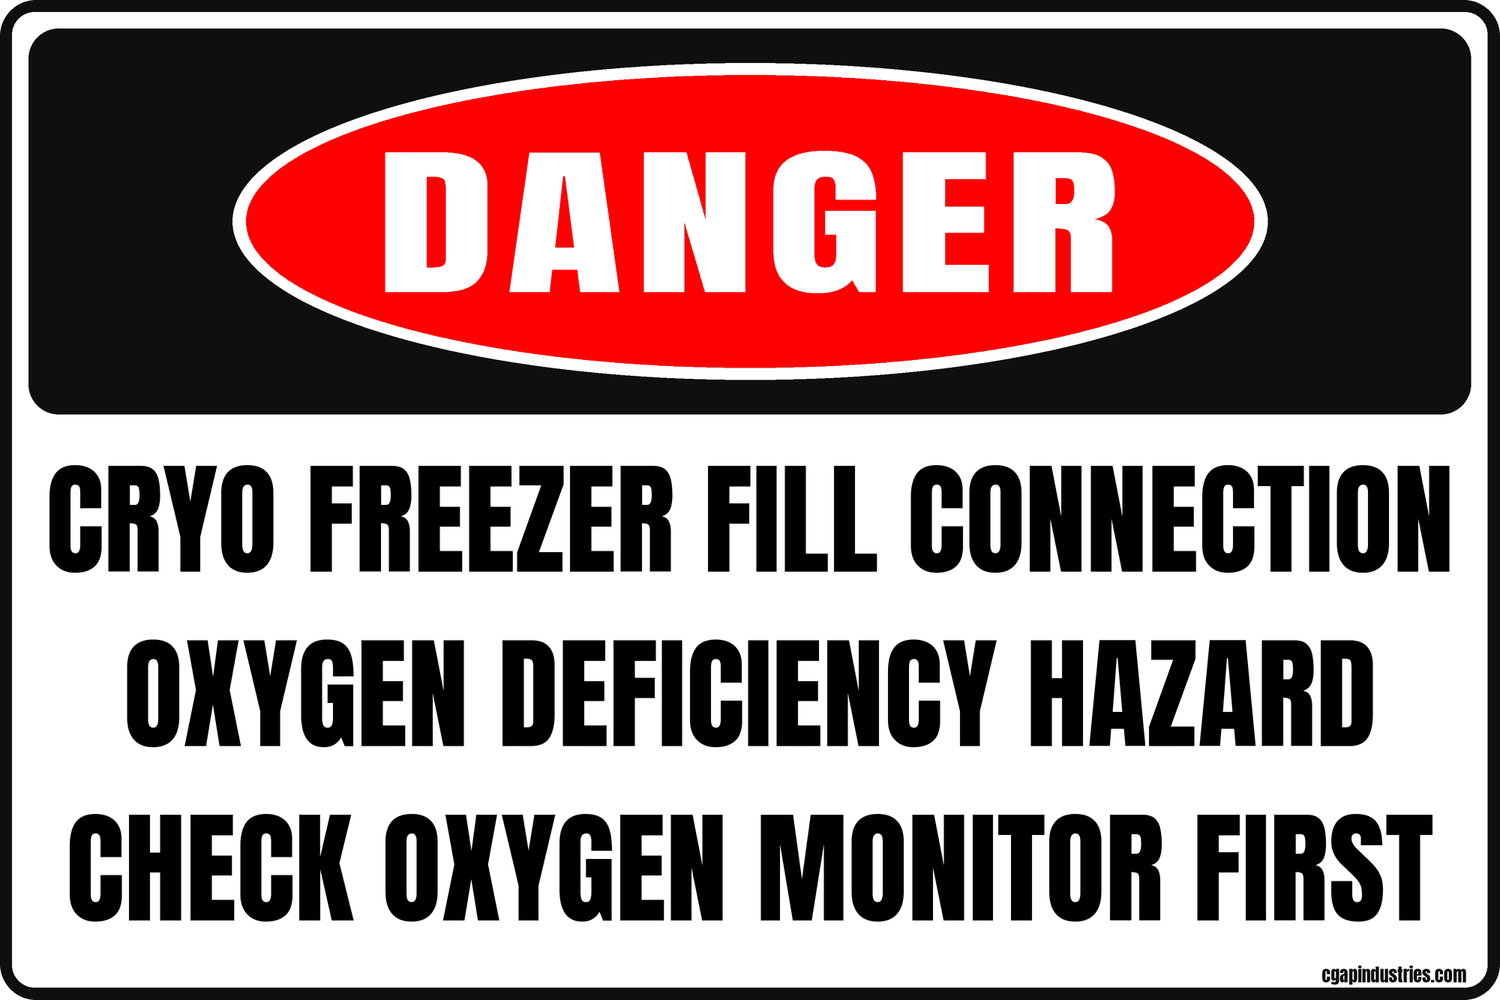 DANGER
CRYO FREEZER FILL CONNECTION
OXYGEN DEFICIENCY HAZARD
CHECK OXYGEN MONITOR FIRST
cgapindustries.com